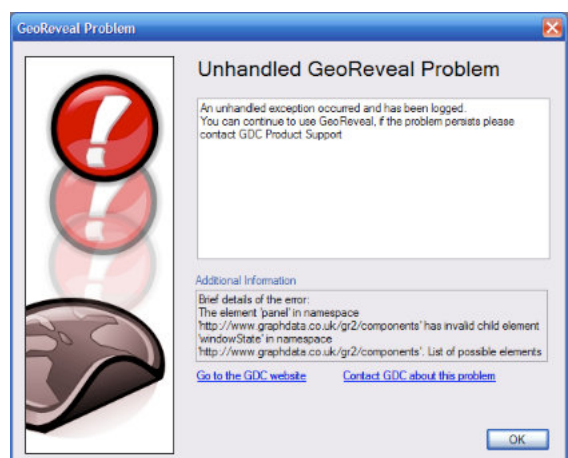 GeoReveal Problem
Unhandled GeoReveal Problem
An unhandled exception occurred and has been logged.
You can continue to use GeoReveal, if the problem persists please
contact GDC Product Support
Additional Information
Brief details of the error:
The element 'panel' in namespace
'http://www.graphdata.co.uk/gr2/components' has invalid child element
'windowState' in namespace
'http://www.graphdata.co.uk/gr2/components'. List of possible elements
Go to the GDC website Contact GDC about this problem
OK